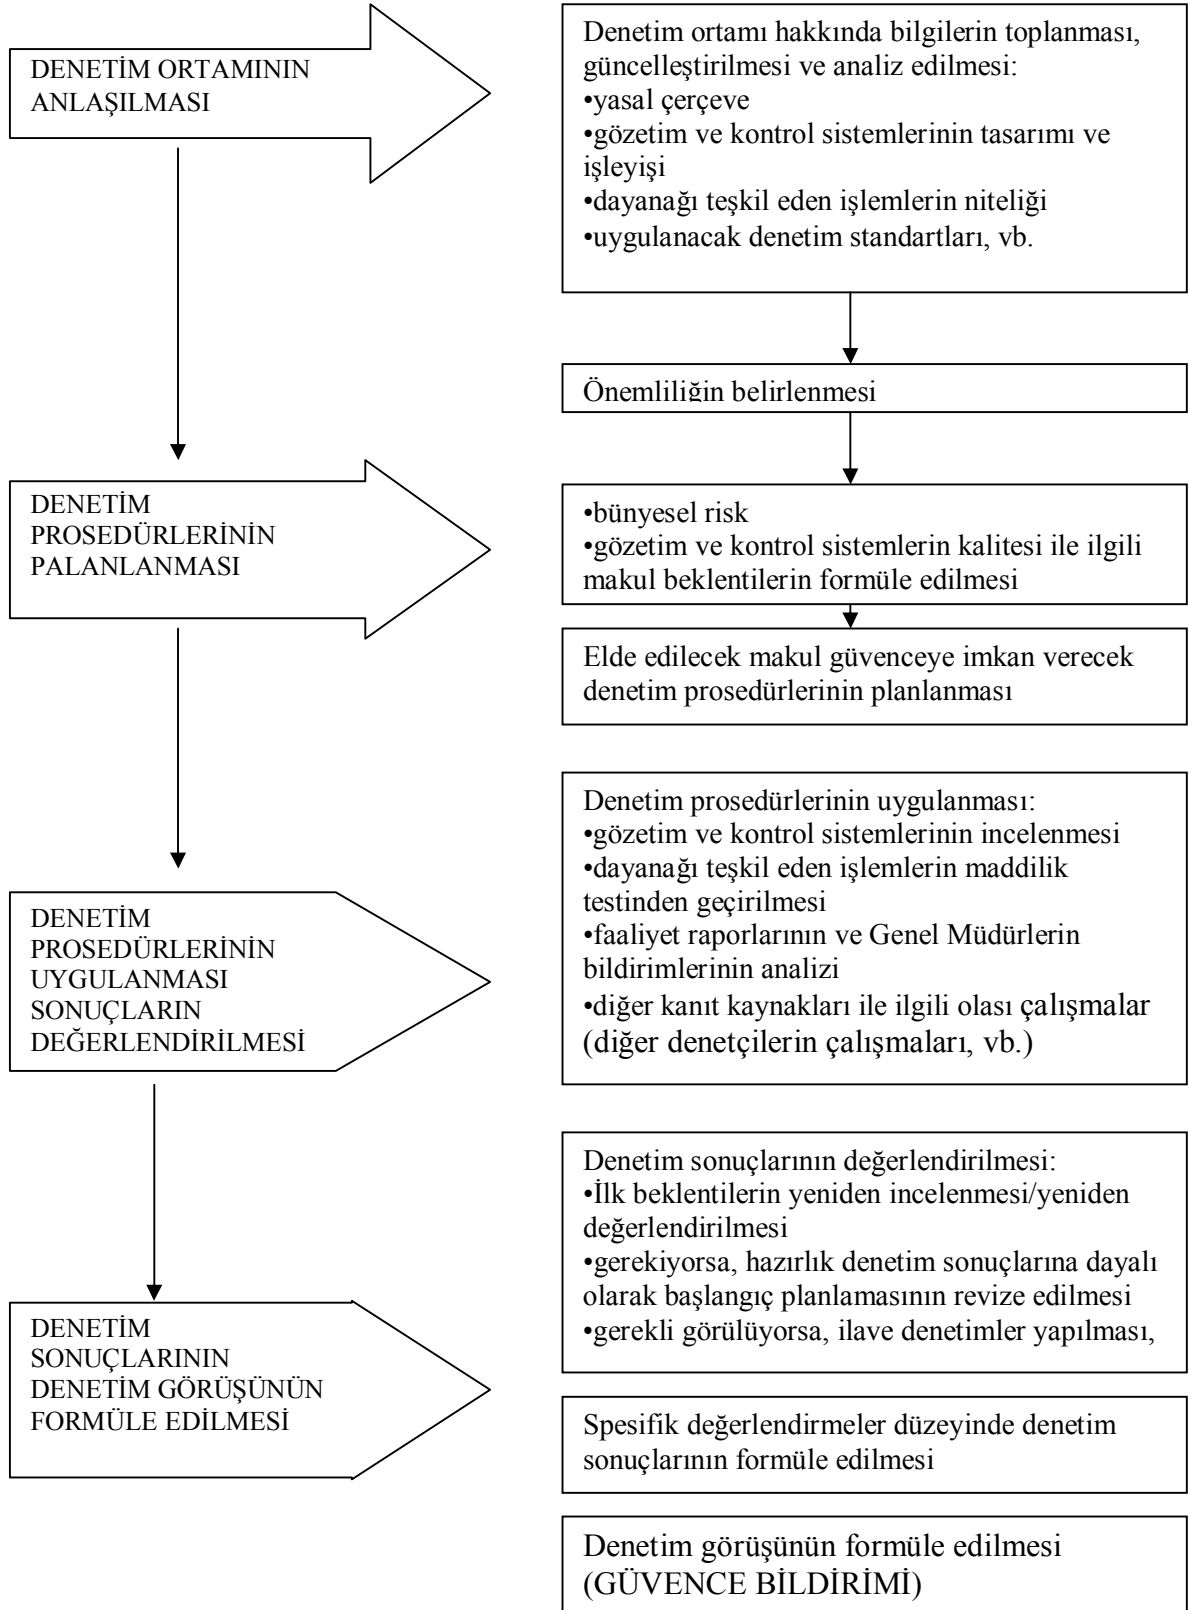 DENETİM ORTAMININ
ANLAŞILMASI
Denetim ortamı hakkında bilgilerin toplanması,
güncelleştirilmesi ve analiz edilmesi:
•yasal çerçeve
•gözetim ve kontrol sistemlerinin tasarımı ve
işleyişi
•dayanağı teşkil eden işlemlerin niteliği
•uygulanacak denetim standartları, vb.
Önemliliğin belirlenmesi
DENETİM
PROSEDÜRLERİNİN
PALANLANMASI
•bünyesel risk
•gözetim ve kontrol sistemlerin kalitesi ile ilgili
makul beklentilerin formüle edilmesi
Elde edilecek makul güvenceye imkan verecek
denetim prosedürlerinin planlanması
DENETİM
PROSEDÜRLERİNİN
UYGULANMASI
SONUÇLARIN
DEĞERLENDİRİLMESİ
Denetim prosedürlerinin uygulanması:
•gözetim ve kontrol sistemlerinin incelenmesi
•dayanağı teşkil eden işlemlerin maddilik
testinden geçirilmesi
•faaliyet raporlarının ve Genel Müdürlerin
bildirimlerinin analizi
•diğer kanıt kaynakları ile ilgili olası çalışmalar
(diğer denetçilerin çalışmaları, vb.)
DENETİM
SONUÇLARININ
DENETİM GÖRÜŞÜNÜN
FORMÜLE EDİLMESİ
Denetim sonuçlarının değerlendirilmesi:
•İlk beklentilerin yeniden incelenmesi/yeniden
değerlendirilmesi
•gerekiyorsa, hazırlık denetim sonuçlarına dayalı
olarak başlangıç planlamasının revize edilmesi
•gerekli görülüyorsa, ilave denetimler yapılması,
Spesifik değerlendirmeler düzeyinde denetim
sonuçlarının formüle edilmesi
Denetim görüşünün formüle edilmesi
(GÜVENCE BİLDİRİMİ)